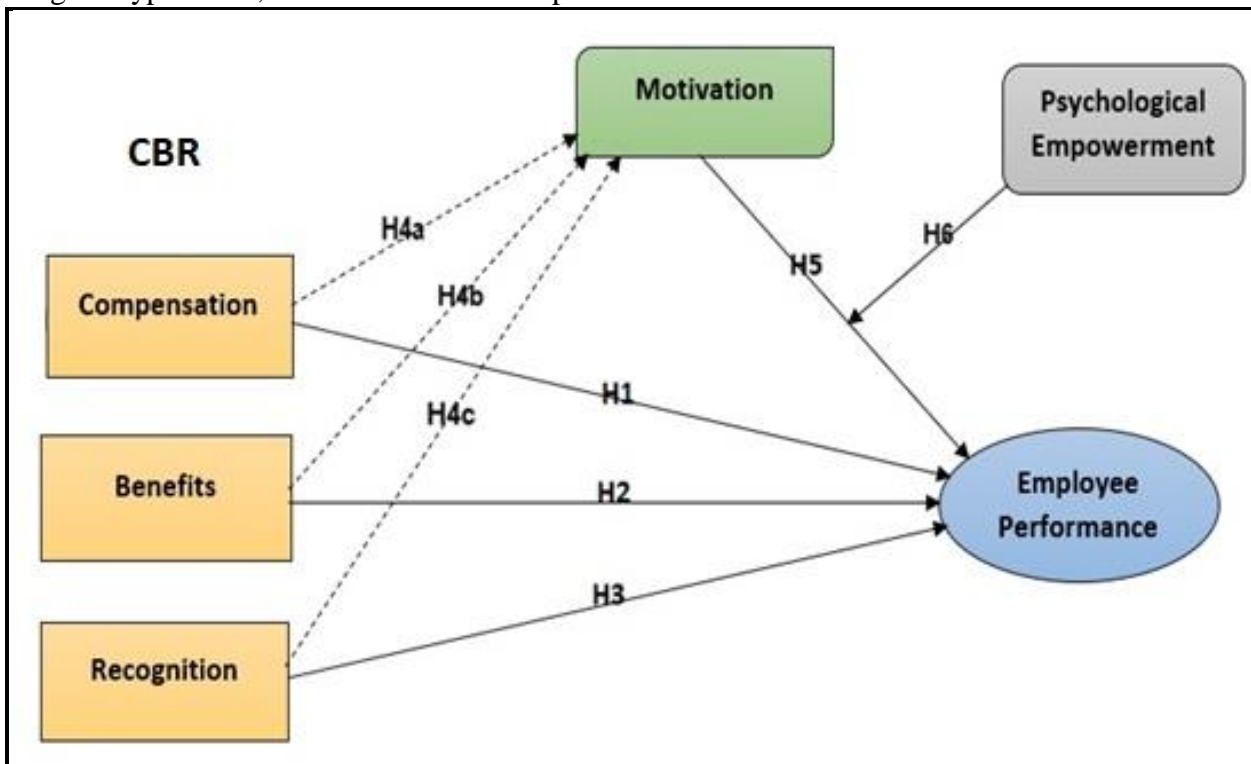 Motivation
Psychological
Empowerment
CBR
H4a
H6
H5
Compensation
H4b
H1
H4c
Benefits
H2
Employee
Performance
H3
Recognition